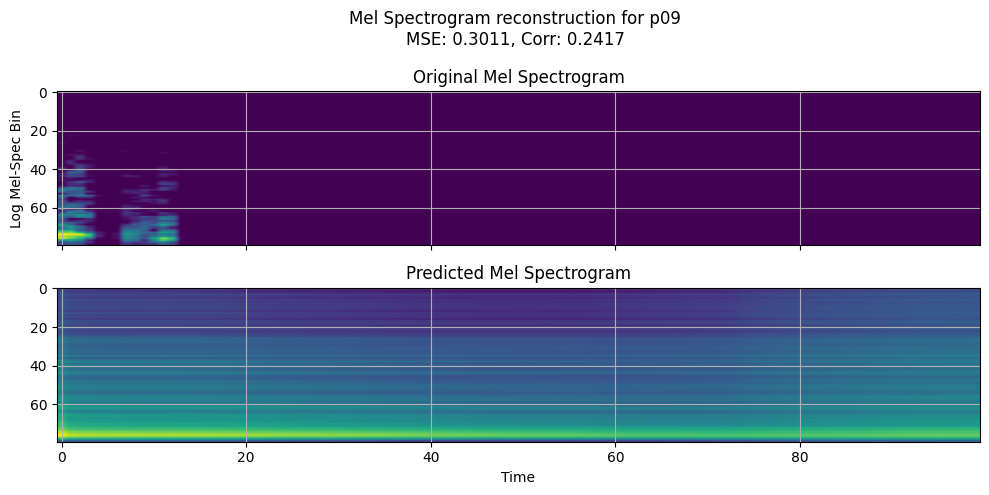 Mel Spectrogram reconstruction for p09
MSE: 0.3011, Corr: 0.2417
Original Mel Spectrogram
Log Mel-Spec Bin
0
20
40
60
Predicted Mel Spectrogram
0
20
40
60
0 20 40 60 80
Time